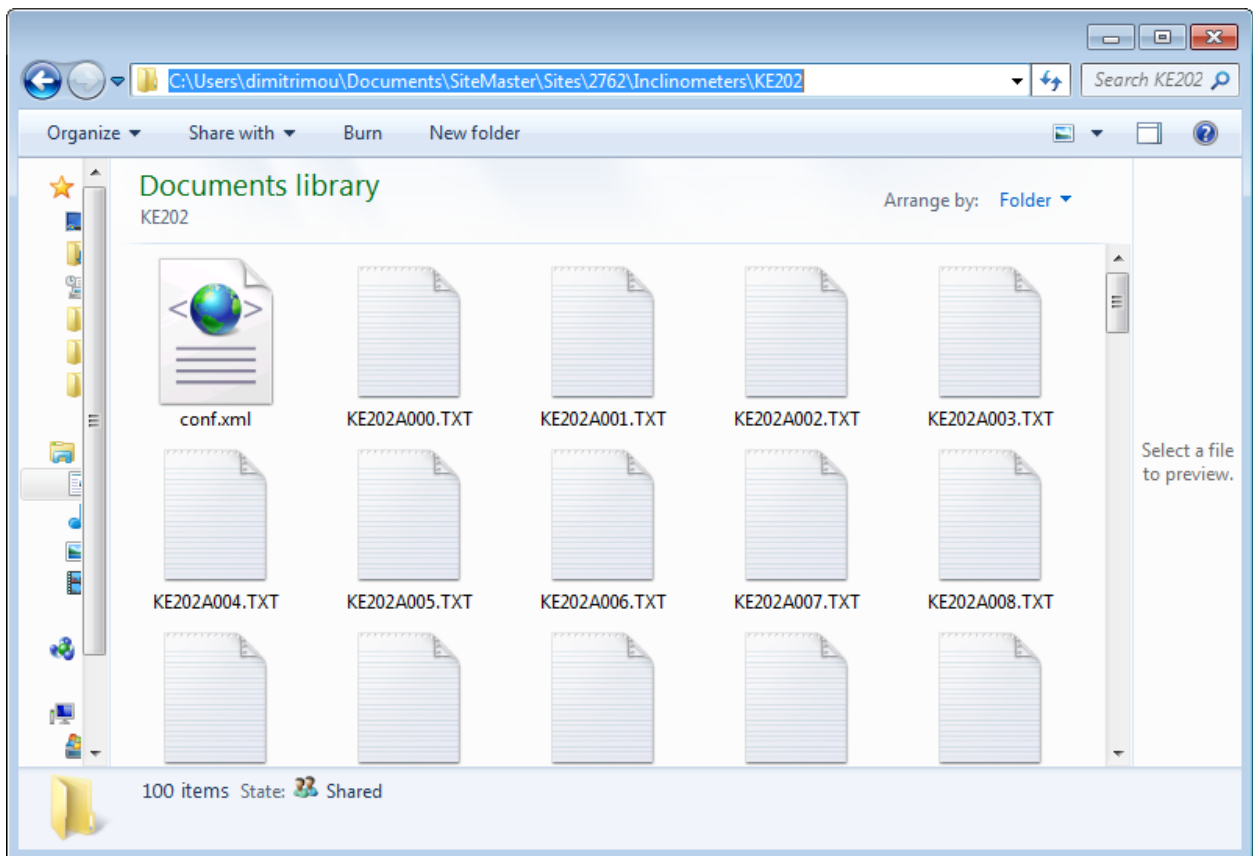 C:\Users\dimitrimou\Documents\SiteMaster\Sites\2762\Inclinometers\KE202
Search KE202
Organize Share with Burn New folder
Documents library
KE202
Arrange by: Folder
conf.xml KE202A000.TXT KE202A001.TXT KE202A002.TXT KE202A003.TXT
Select a file
to preview.
KE202A004.TXT KE202A005.TXT KE202A006.TXT KE202A007.TXT KE202A008.TXT
100 items State: Shared